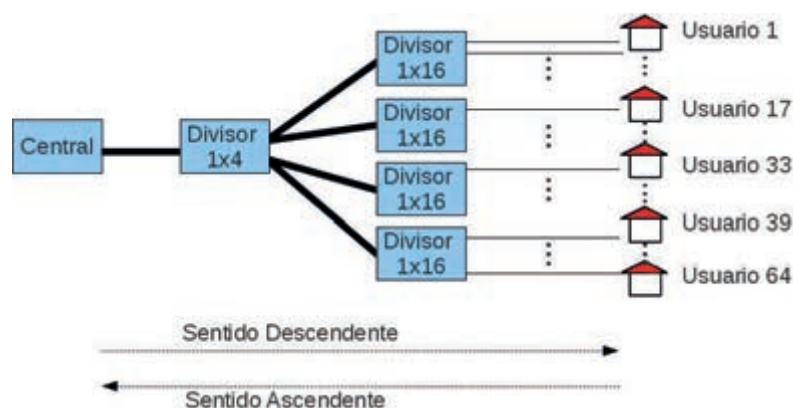 Central
Divisor
1x4
Divisor
1x16
Divisor
1x16
Divisor
1x16
Divisor
1x16
Usuario 1
Usuario 17
Usuario 33
Usuario 39
Usuario 64
Sentido Descendente
Sentido Ascendente